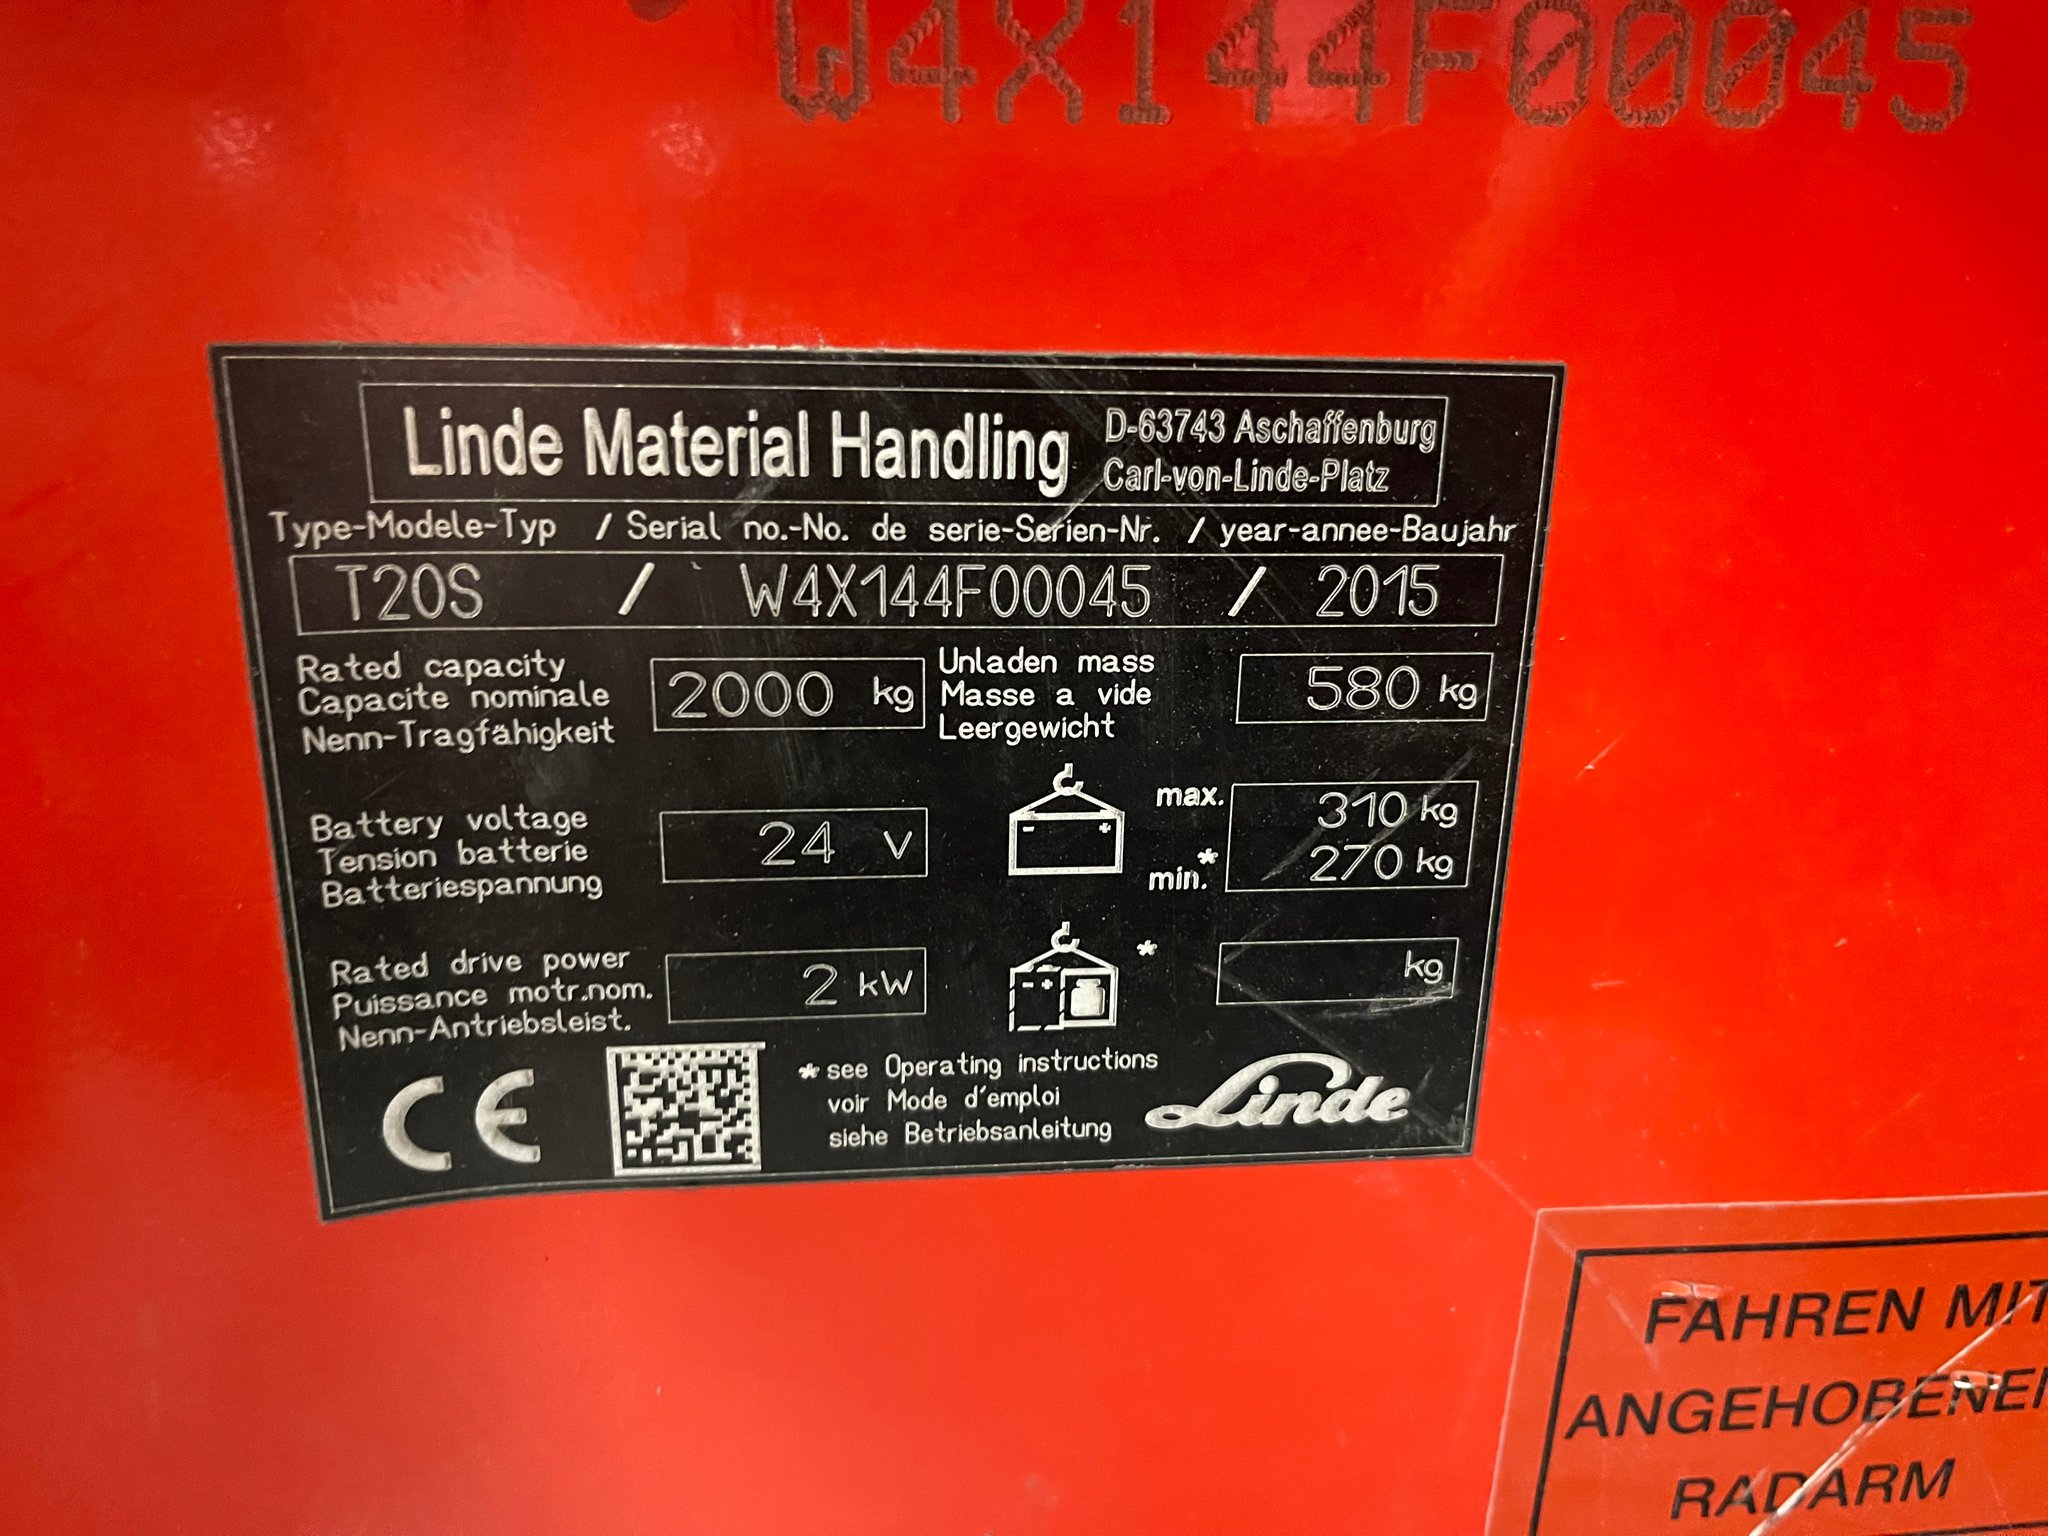 W4X144F00045
Linde Material Handling
D-63743 Aschaffenburg
Carl-von-Linde-Platz
Type-Modele-Typ / Serial no.-No. de serie-Serien-Nr. / year-annee-Baujahr
T20S / W4X144F00045 / 2015
Rated capacity
Capacite nominale
Nenn-Tragfähigkeit
2000 kg
Unladen mass
Masse a vide
Leergewicht
580 kg
Battery voltage
Tension batterie
Batteriespannung
24 V
- +
max. 310 kg
min.* 270 kg
Rated drive power
Puissance motr.nom.
Nenn-Antriebsleist.
2 kW
- +
* kg
CE
* see Operating instructions
voir Mode d'emploi
siehe Betriebsanleitung
Linde
FAHREN MIT
ANGEHOBENEN
RADARM